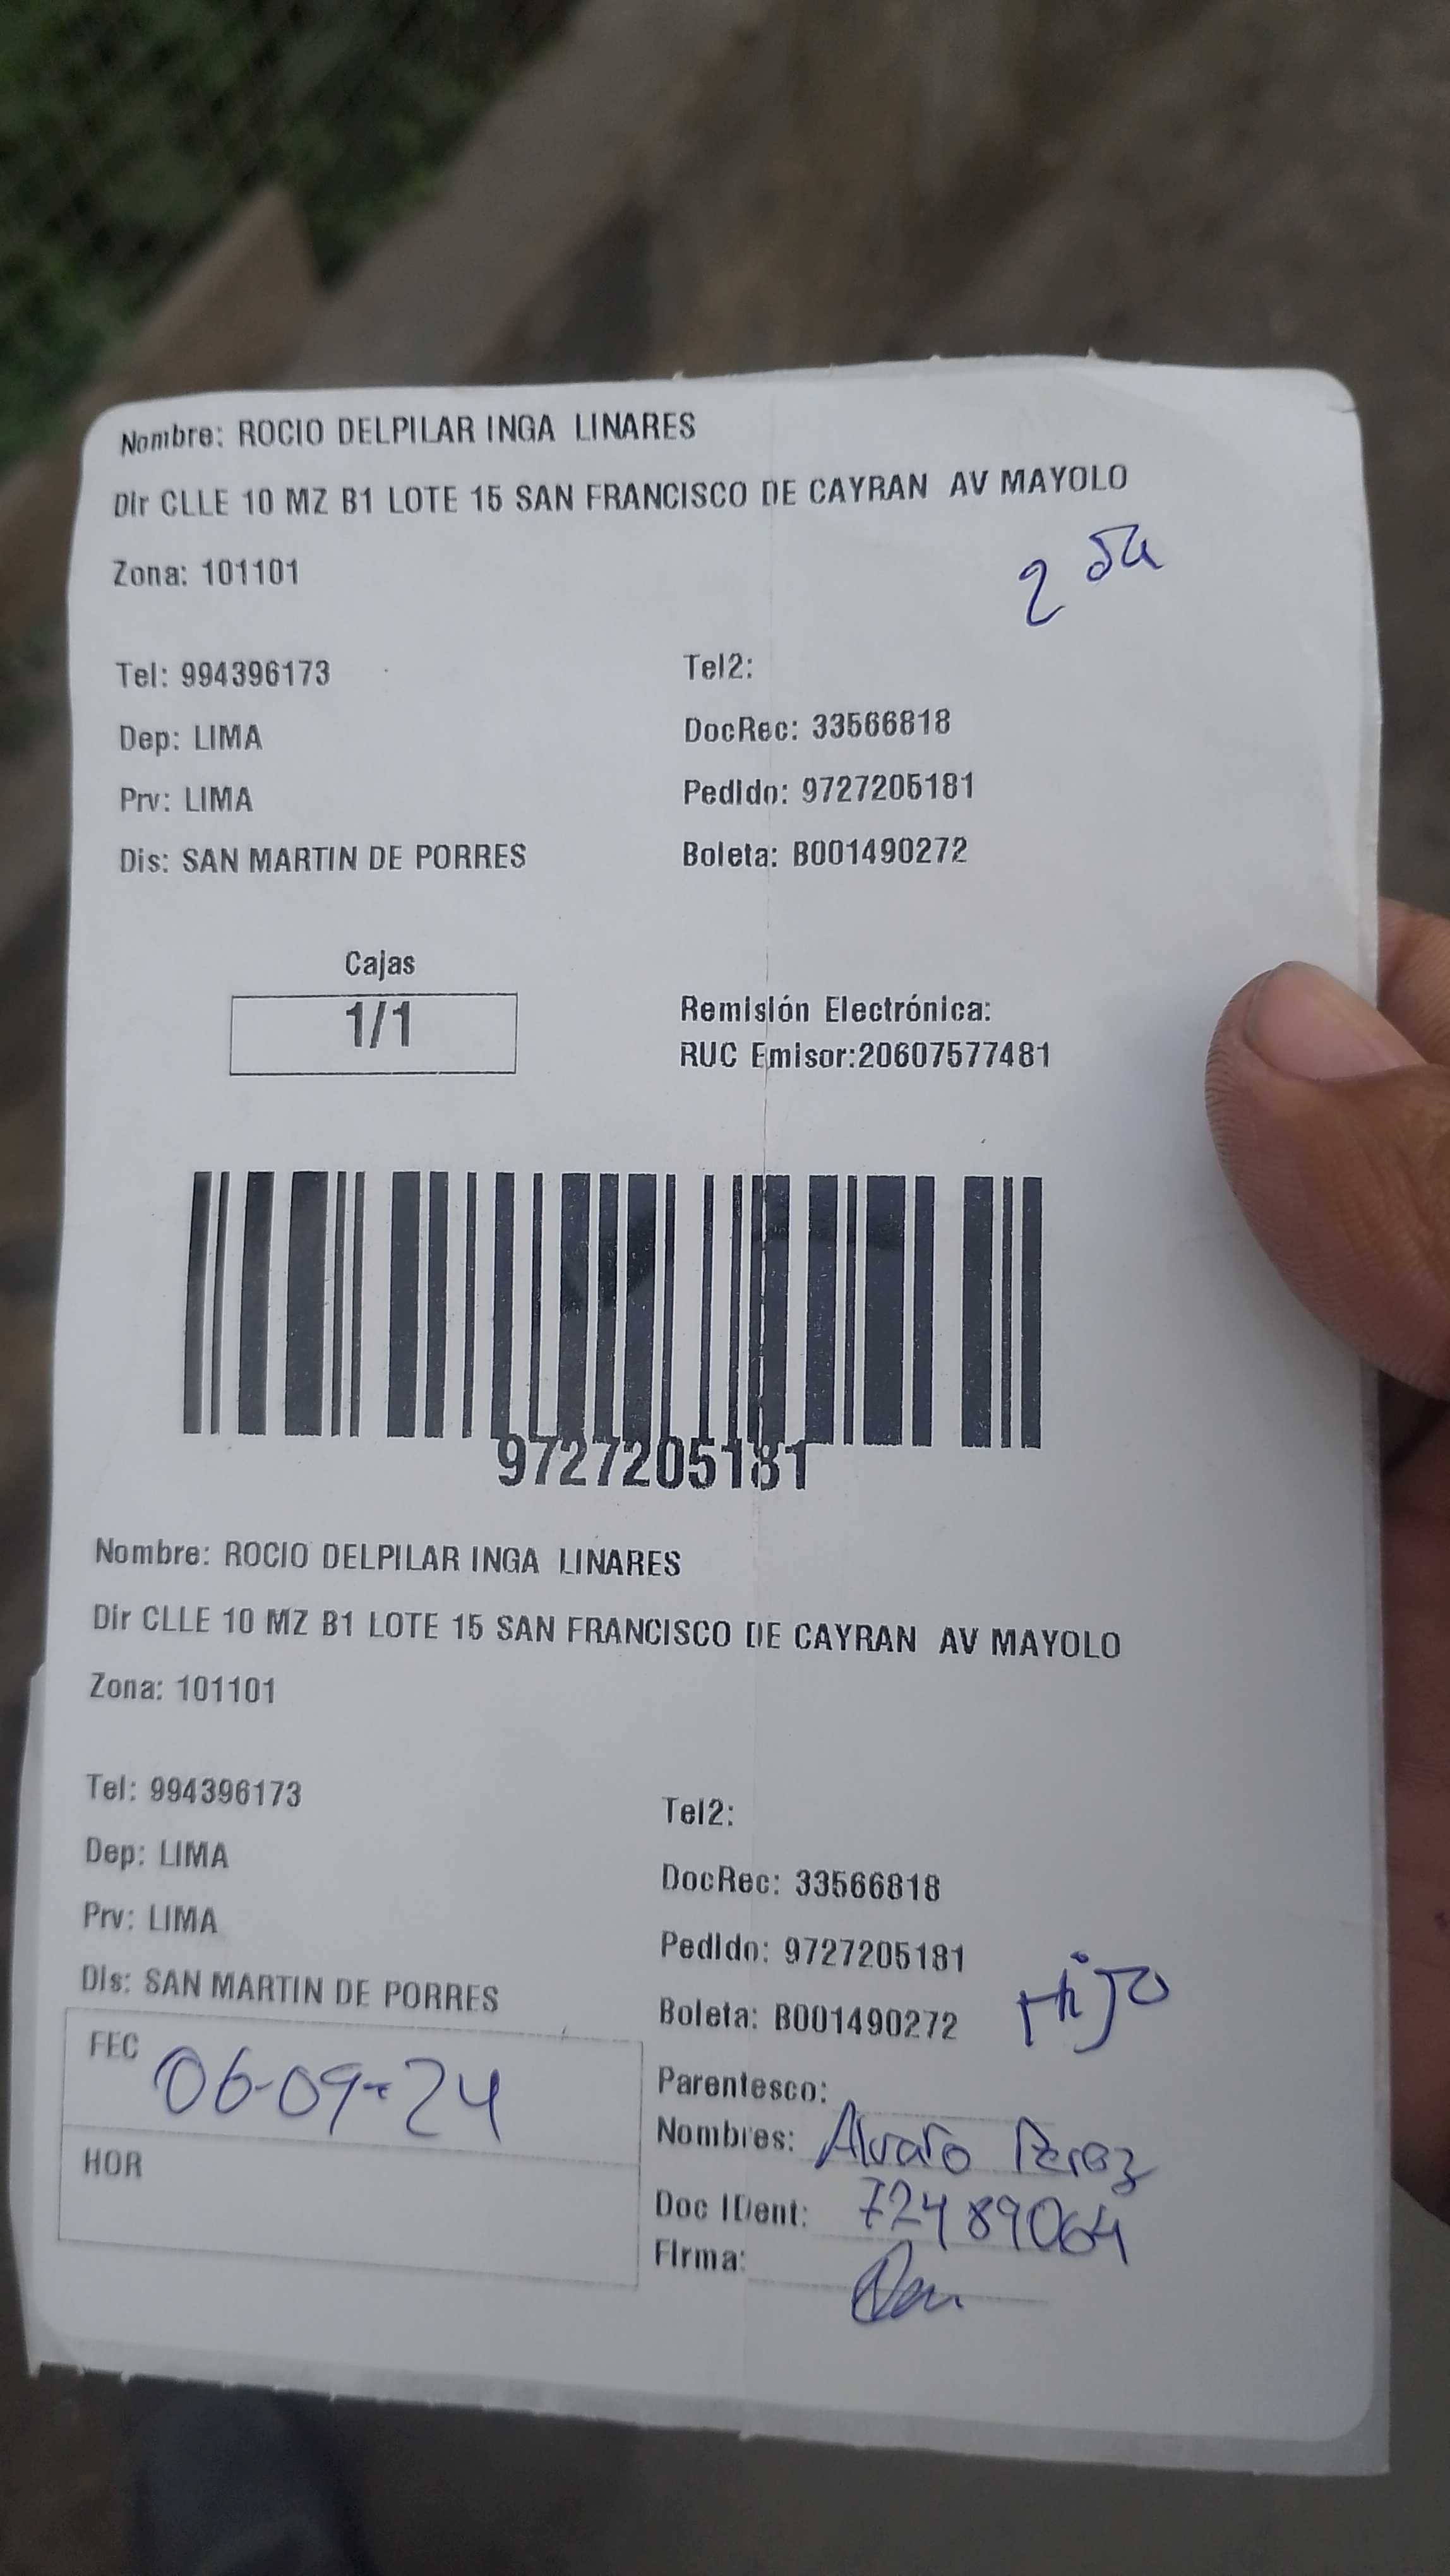 Nombre: ROCIO DELPILAR INGA LINARES
Dir CLLE 10 MZ B1 LOTE 15 SAN FRANCISCO DE CAYRAN AV MAYOLO
Zona: 101101
Tel: 994396173 Tel2:
Dep: LIMA DocRec: 33566818
Prv: LIMA Pedido: 9727205181
Dis: SAN MARTIN DE PORRES Boleta: B001490272
Cajas
1/1
Remisión Electrónica:
RUC Emisor:20607577481
9727205181
Nombre: ROCIO DELPILAR INGA LINARES
Dir CLLE 10 MZ B1 LOTE 15 SAN FRANCISCO DE CAYRAN AV MAYOLO
Zona: 101101
Tel: 994396173 Tel2:
Dep: LIMA DocRec: 33566818
Prv: LIMA Pedido: 9727205181
Dis: SAN MARTIN DE PORRES Boleta: B001490272
FEC 06-09-24
HOR
Parentesco: Hijo
Nombres: Alvaro Perez
Doc IDent: 72489064
Firma: